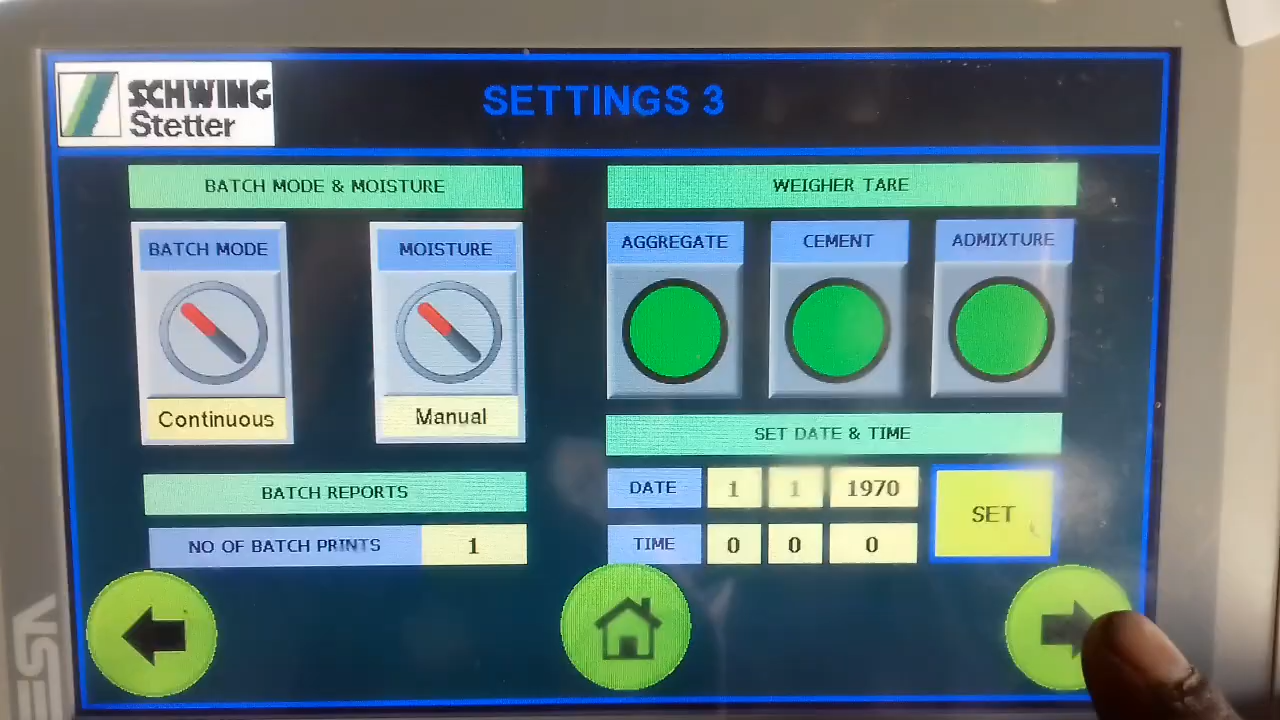 SCHWING
Stetter
SETTINGS 3
BATCH MODE & MOISTURE
BATCH MODE
MOISTURE
Continuous
Manual
WEIGHER TARE
AGGREGATE
CEMENT
ADMIXTURE
BATCH REPORTS
NO OF BATCH PRINTS 1
SET DATE & TIME
DATE 1 1 1970
TIME 0 0 0
SET